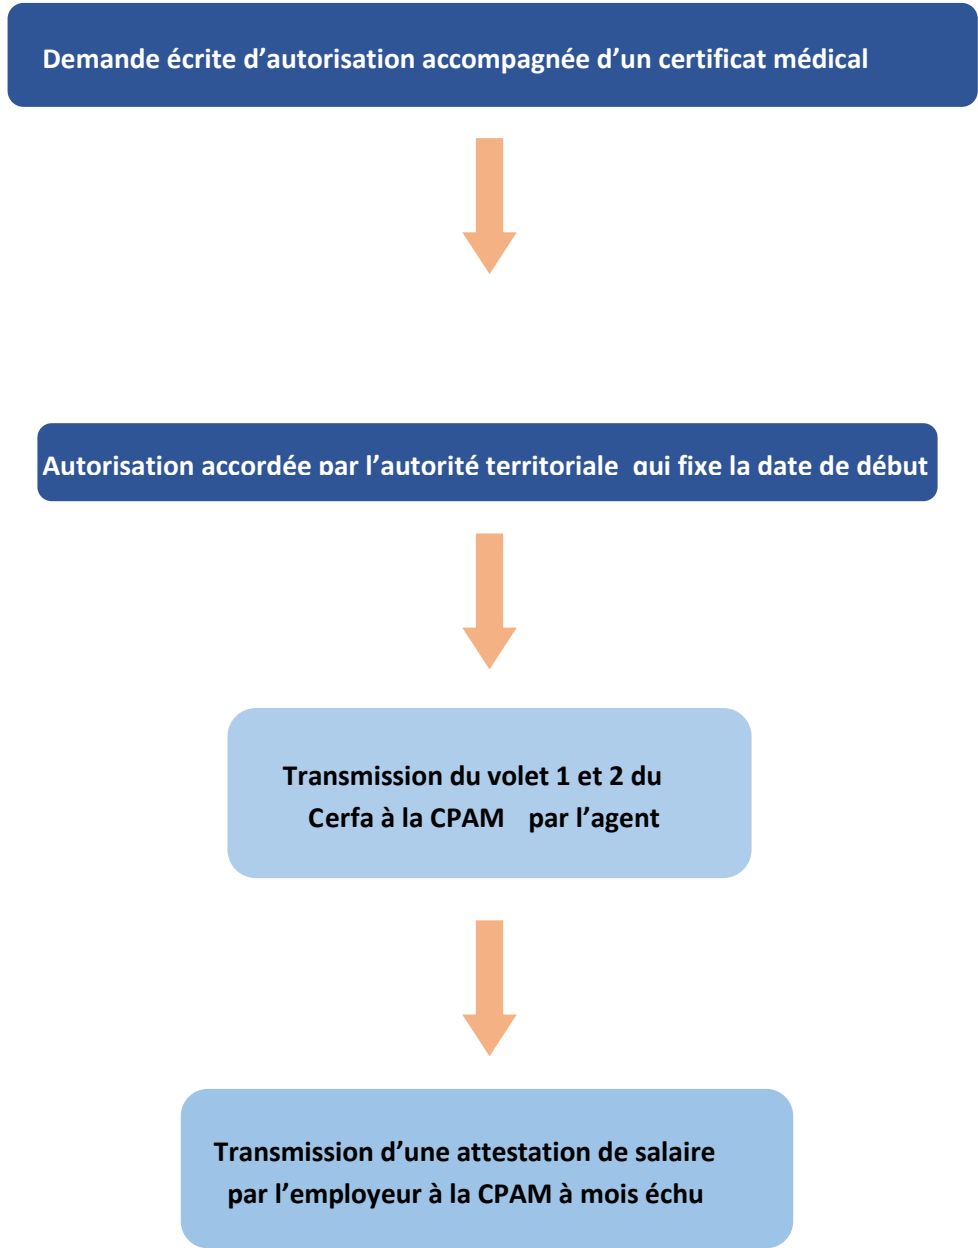 Demande écrite d’autorisation accompagnée d’un certificat médical
Autorisation accordée par l’autorité territoriale qui fixe la date de début
Transmission du volet 1 et 2 du
Cerfa à la CPAM par l’agent
Transmission d’une attestation de salaire
par l’employeur à la CPAM à mois échu